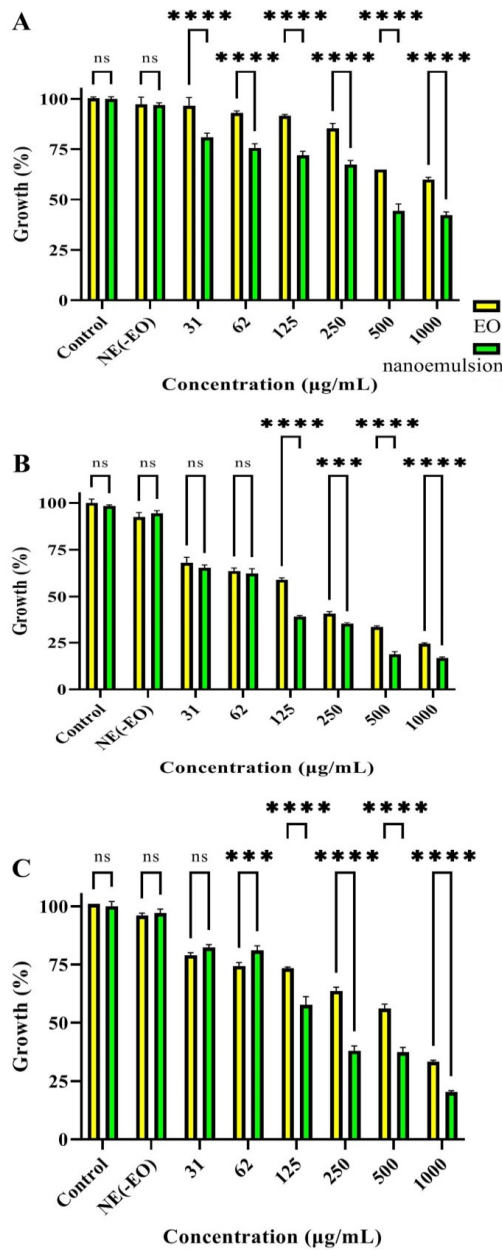 A
**** **** ****
ns ns **** **** ****
100
75
50
25
0
Growth (%)
Control NE(-EO) 31 62 125 250 500 1000
Concentration (µg/mL)
EO
nanoemulsion
B
**** ****
ns ns ns ns *** ****
100
75
50
25
0
Growth (%)
Control NE(-EO) 31 62 125 250 500 1000
Concentration (µg/mL)
C
**** ****
ns ns ns *** **** ****
100
75
50
25
0
Growth (%)
Control NE(-EO) 31 62 125 250 500 1000
Concentration (µg/mL)